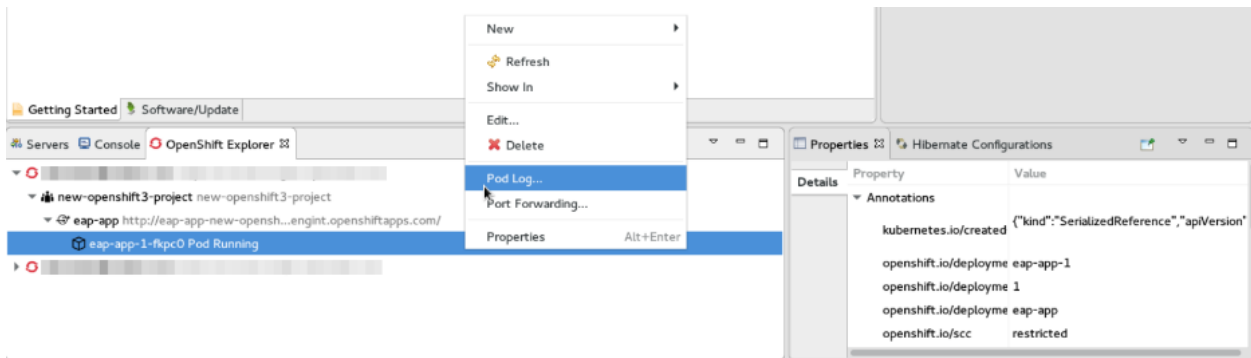 New
Refresh
Show In
Edit...
Delete
Pod Log...
Port Forwarding...
Properties Alt+Enter
Getting Started Software/Update
Servers Console OpenShift Explorer
new-openshift3-project new-openshift3-project
eap-app http://eap-app-new-opensh...engint.openshiftapps.com/
eap-app-1-fkpc0 Pod Running
Properties Hibernate Configurations
Details
Property Value
Annotations
kubernetes.io/created {"kind":"SerializedReference","apiVersion"
openshift.io/deployme eap-app-1
openshift.io/deployme 1
openshift.io/deployme eap-app
openshift.io/scc restricted